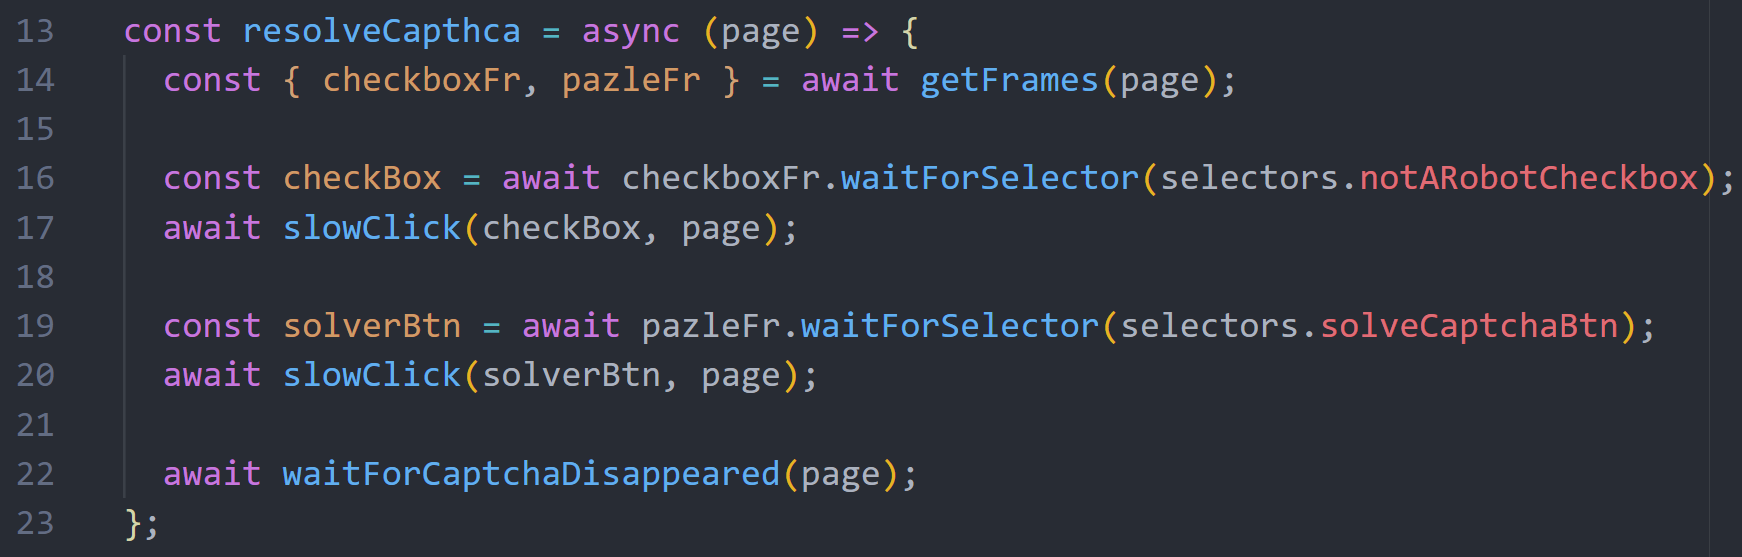 13 const resolveCapthca = async (page) => {
14 const { checkboxFr, pazleFr } = await getFrames(page);
15
16 const checkBox = await checkboxFr.waitForSelector(selectors.notARobotCheckbox);
17 await slowClick(checkBox, page);
18
19 const solverBtn = await pazleFr.waitForSelector(selectors.solveCaptchaBtn);
20 await slowClick(solverBtn, page);
21
22 await waitForCaptchaDisappeared(page);
23 };